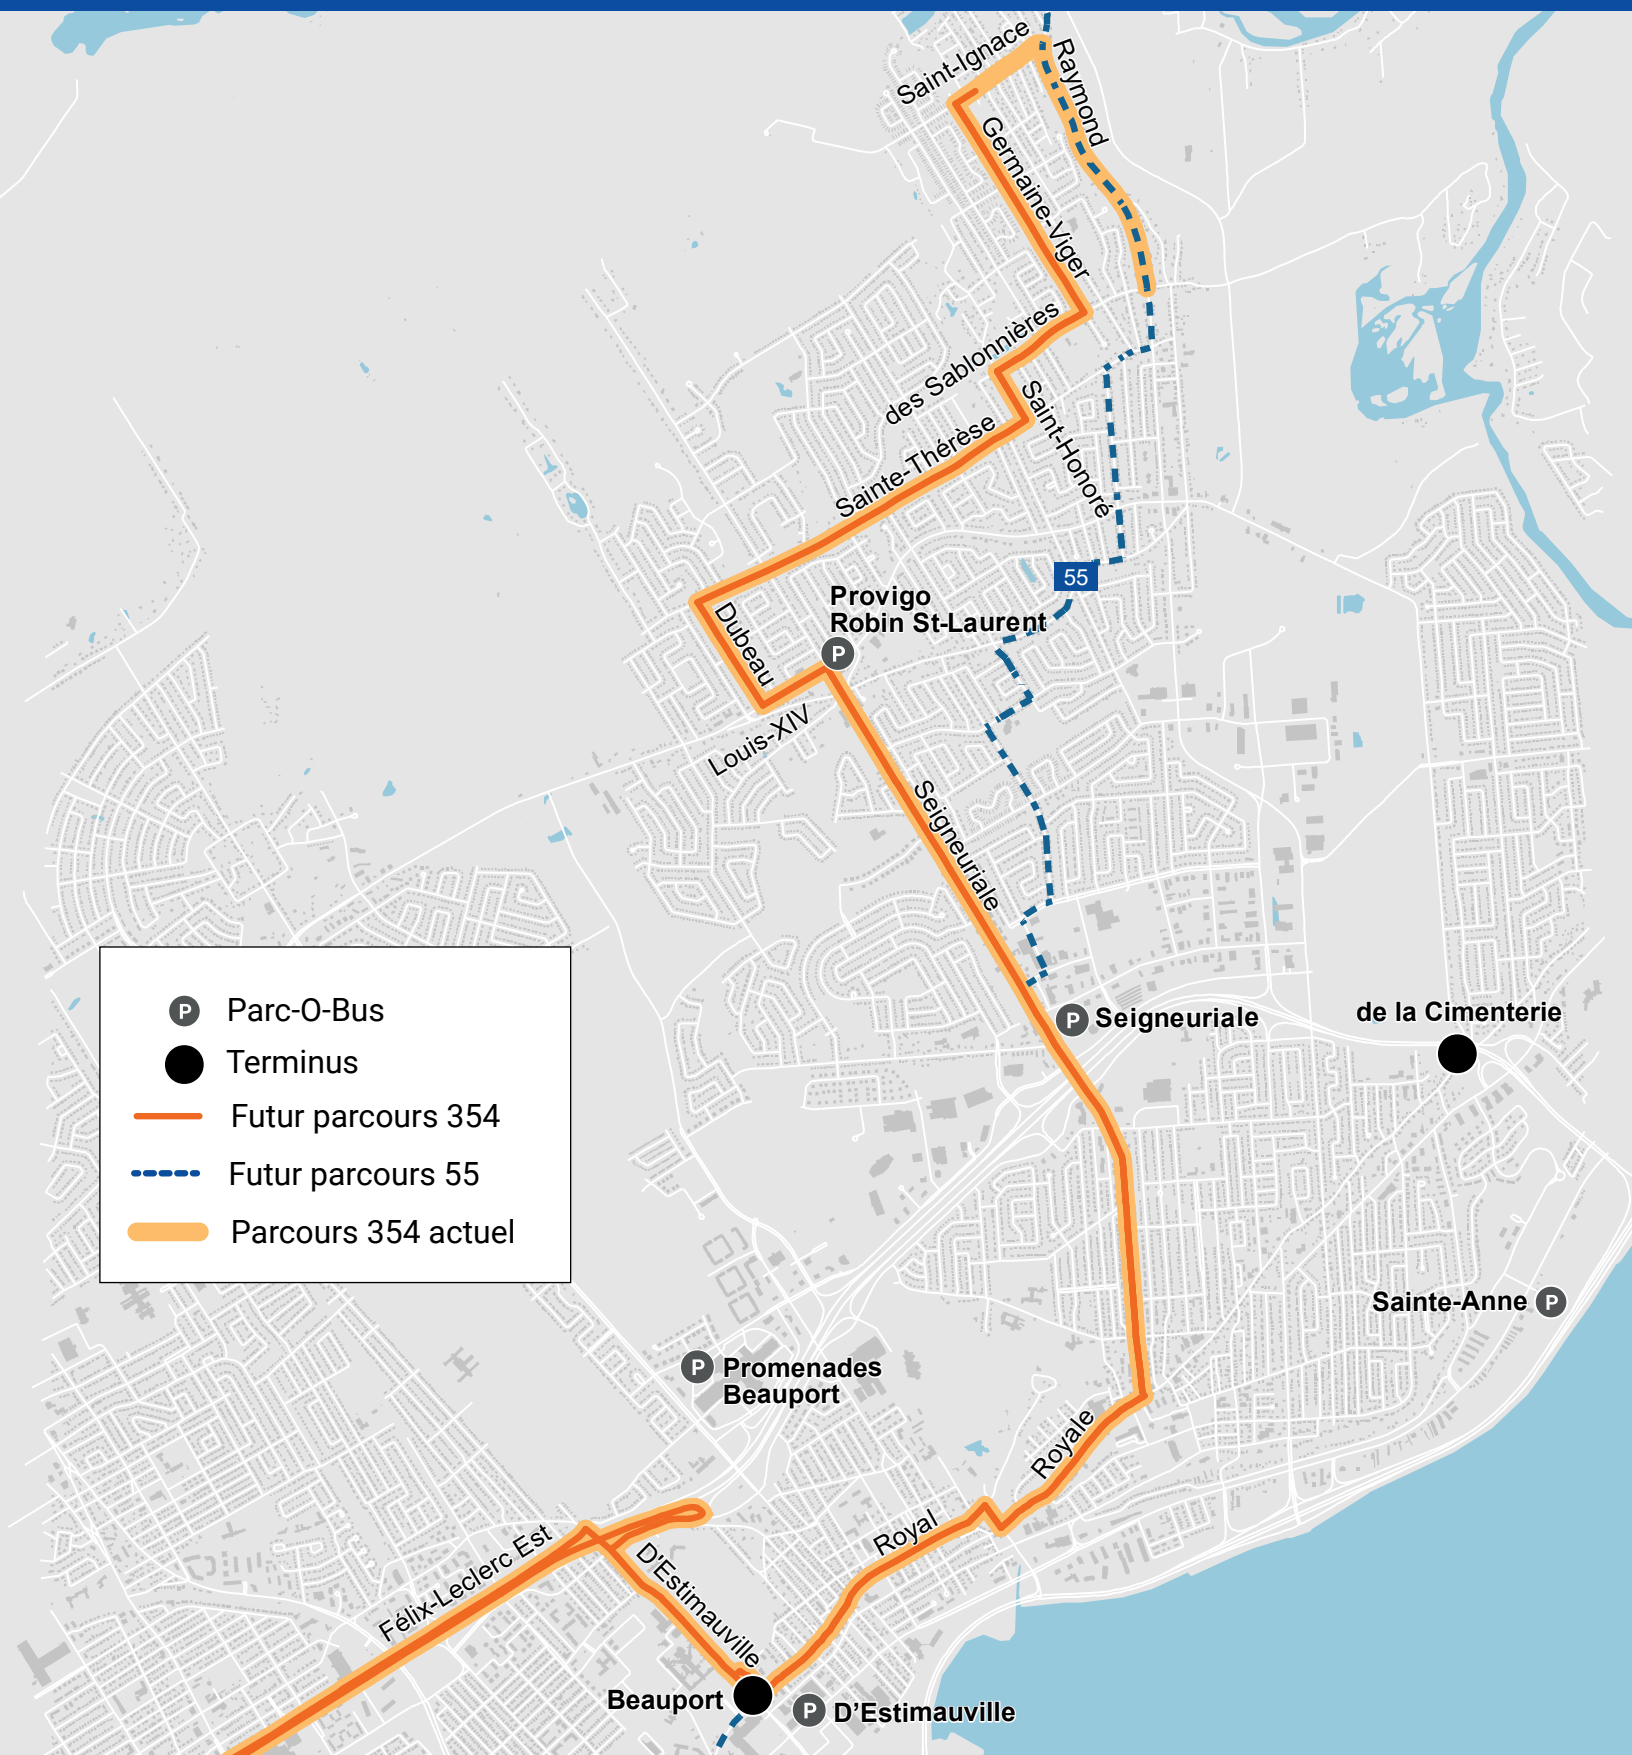 Saint-Ignace
Raymond
Germaine-Viger
des Sablonnières
Saint-Honoré
Sainte-Thérèse
55
Provigo
Robin St-Laurent
P
Dubeau
Louis-XIV
Seigneuriale
P Seigneuriale
de la Cimenterie
P Parc-O-Bus
Terminus
Futur parcours 354
Futur parcours 55
Parcours 354 actuel
Sainte-Anne P
P Promenades
Beauport
Royale
Royal
Félix-Leclerc Est
D'Estimauville
Beauport
P D'Estimauville